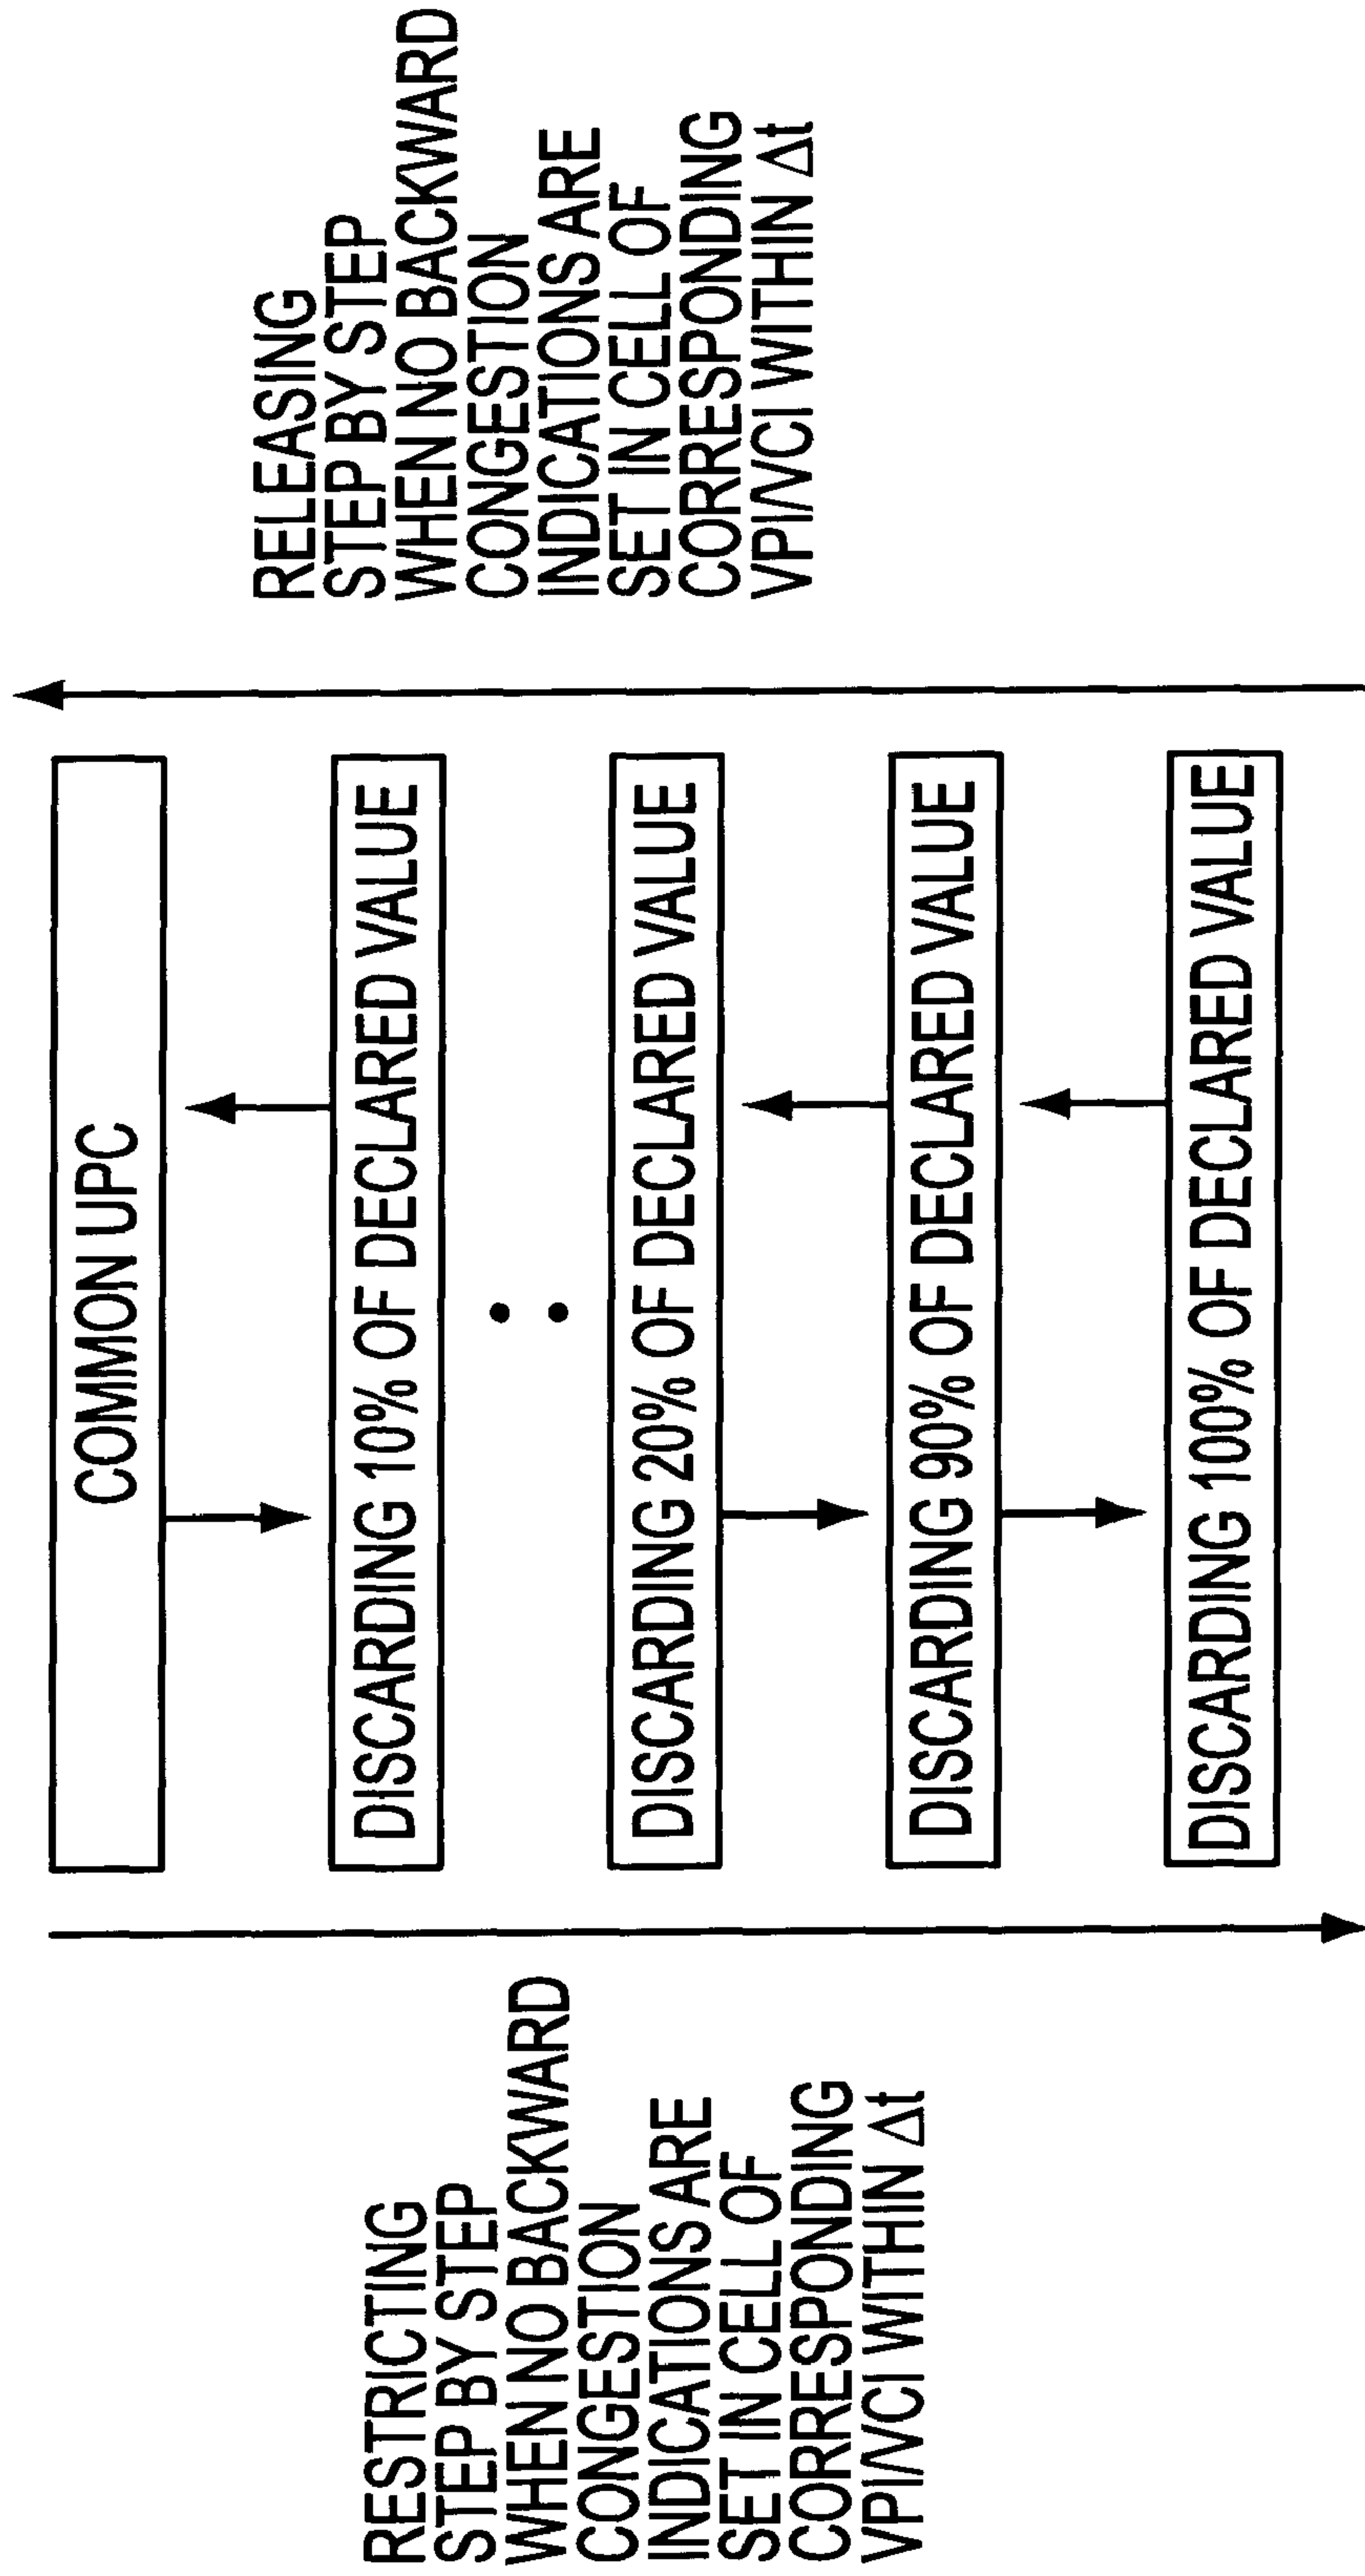 RESTRICTING
STEP BY STEP
WHEN NO BACKWARD
CONGESTION
INDICATIONS ARE
SET IN CELL OF
CORRESPONDING
VPI/VCI WITHIN Δt
COMMON UPC
DISCARDING 10% OF DECLARED VALUE
DISCARDING 20% OF DECLARED VALUE
DISCARDING 90% OF DECLARED VALUE
DISCARDING 100% OF DECLARED VALUE
RELEASING
STEP BY STEP
WHEN NO BACKWARD
CONGESTION
INDICATIONS ARE
SET IN CELL OF
CORRESPONDING
VPI/VCI WITHIN Δt